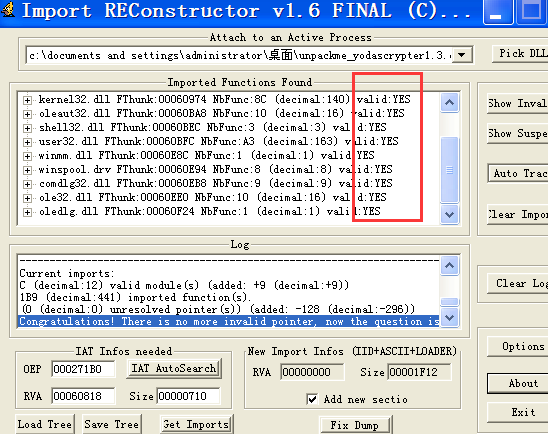 Import REConstructor v1.6 FINAL (C)...
Attach to an Active Process
c:\documents and settings\administrator\桌面\unpackme_yodascrypter1.3.
Pick DLL
Imported Functions Found
kernel32.dll FThunk:00060974 NbFunc:8C (decimal:140) valid:YES
oleaut32.dll FThunk:00060BA8 NbFunc:10 (decimal:16) valid:YES
shell32.dll FThunk:00060BEC NbFunc:3 (decimal:3) valid:YES
user32.dll FThunk:00060BFC NbFunc:A3 (decimal:163) valid:YES
winmm.dll FThunk:00060E8C NbFunc:1 (decimal:1) valid:YES
winspool.drv FThunk:00060E94 NbFunc:8 (decimal:8) valid:YES
comdlg32.dll FThunk:00060EB8 NbFunc:9 (decimal:9) valid:YES
ole32.dll FThunk:00060EE0 NbFunc:10 (decimal:16) valid:YES
oledlg.dll FThunk:00060F24 NbFunc:1 (decimal:1) valid:YES
Show Inval
Show Suspe
Auto Trac
Clear Impor
Log
Current imports:
C (decimal:12) valid module(s) (added: +9 (decimal:+9))
1B9 (decimal:441) imported function(s).
(0 (decimal:0) unresolved pointer(s)) (added: -128 (decimal:-296))
Congratulations! There is no more invalid pointer, now the question is
Clear Log
IAT Infos needed
OEP 000271B0 IAT AutoSearch
RVA 00060818 Size 00000710
New Import Infos (IID+ASCII+LOADER)
RVA 00000000 Size 00001F12
Add new sectio
Options
About
Exit
Load Tree Save Tree Get Imports Fix Dump